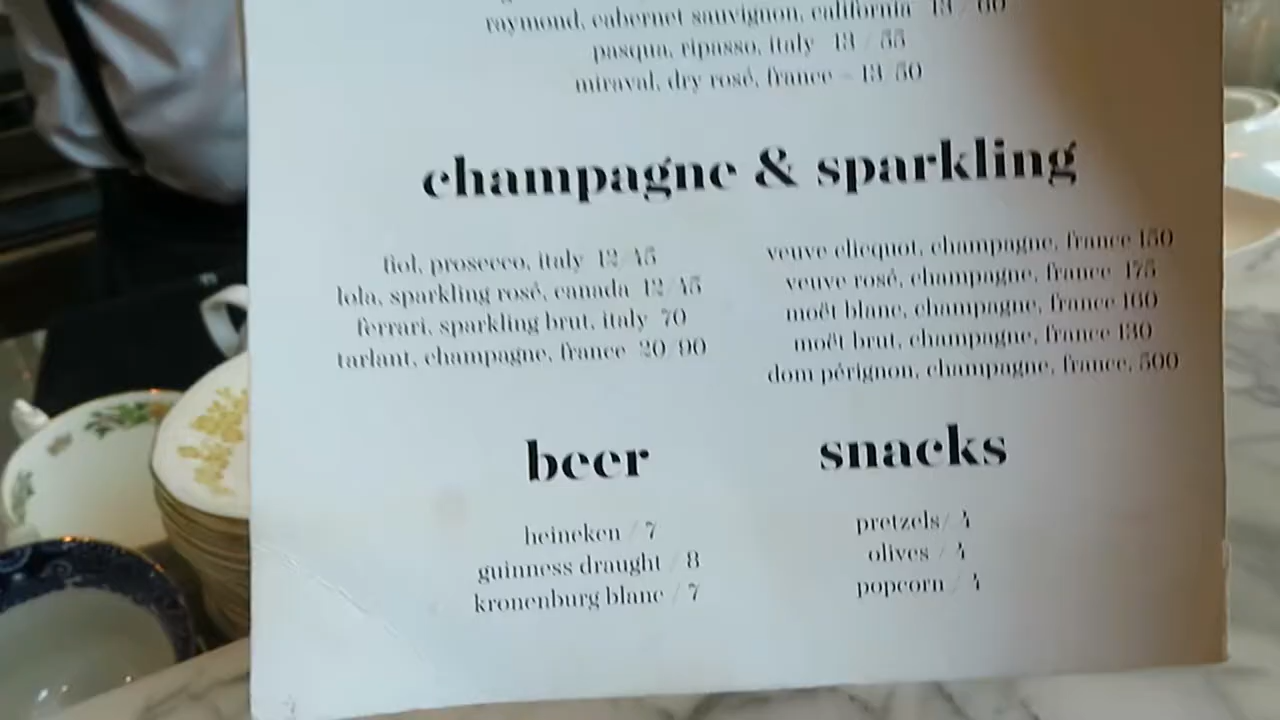 raymond, cabernet sauvignon, california 13 / 60
pasqua, ripasso, italy 13 / 55
miraval, dry rosé, france - 13 50
champagne & sparkling
fiol, prosecco, italy 12 45
lola, sparkling rosé, canada 12 45
ferrari, sparkling brut, italy 70
tarlant, champagne, france 20 90
veuve clicquot, champagne, france 150
veuve rosé, champagne, france 175
moët blanc, champagne, france 160
moët brut, champagne, france 130
dom pérignon, champagne, france, 500
beer
heineken / 7
guinness draught / 8
kronenburg blanc / 7
snacks
pretzels / 4
olives / 4
popcorn / 4